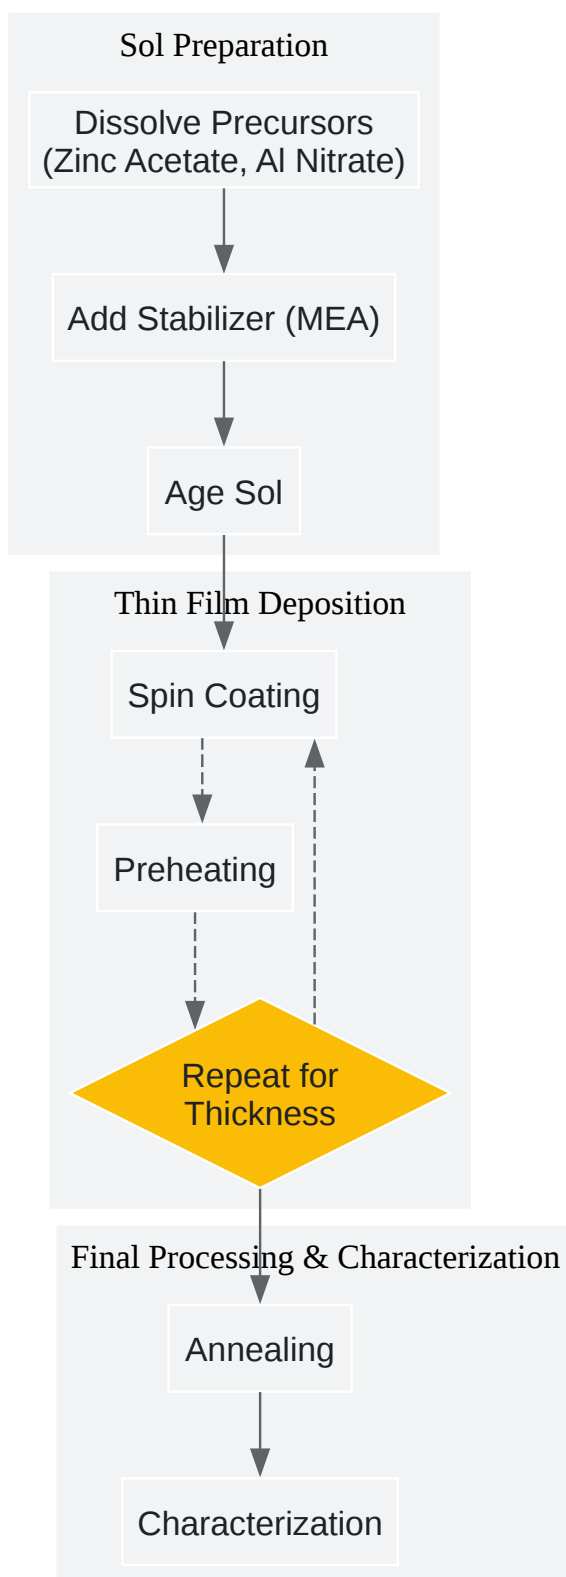 Sol Preparation
Dissolve Precursors
(Zinc Acetate, Al Nitrate)
Add Stabilizer (MEA)
Age Sol
Thin Film Deposition
Spin Coating
Preheating
Repeat for
Thickness
Final Processing & Characterization
Annealing
Characterization